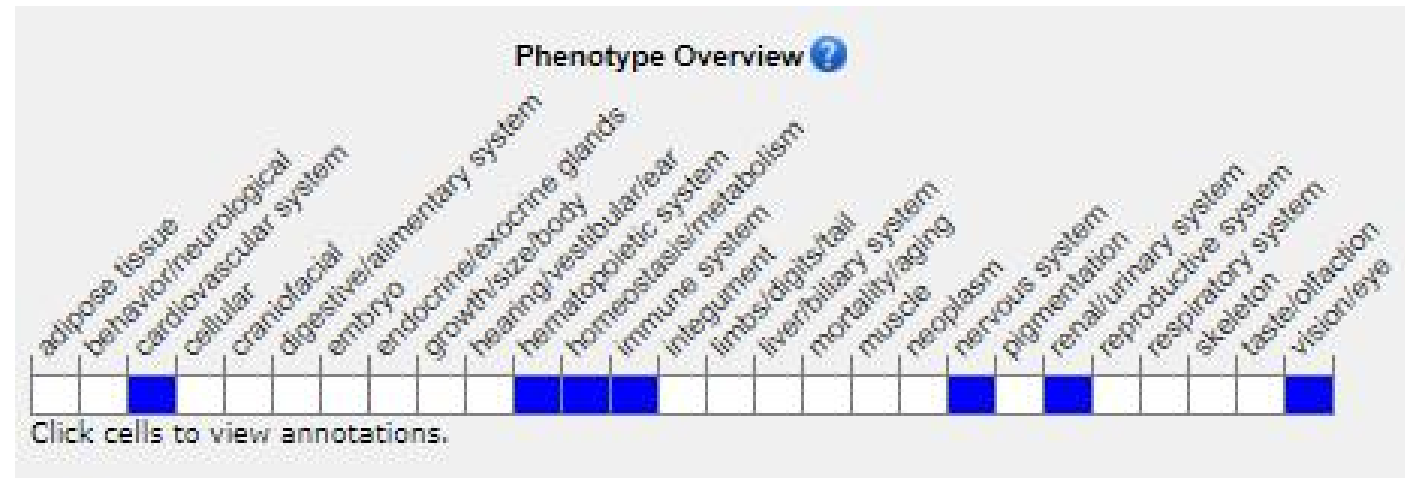 Phenotype Overview ?
adipose tissue
behavior/neurological
cardiovascular system
cellular
craniofacial
digestive/alimentary system
embryo
endocrine/exocrine glands
growth/size/body
hearing/vestibular/ear
hematopoietic system
homeostasis/metabolism
immune system
integument
limbs/digits/tail
liver/biliary system
mortality/aging
muscle
neoplasm
nervous system
pigmentation
renal/urinary system
reproductive system
respiratory system
skeleton
taste/olfaction
vision/eye
Click cells to view annotations.